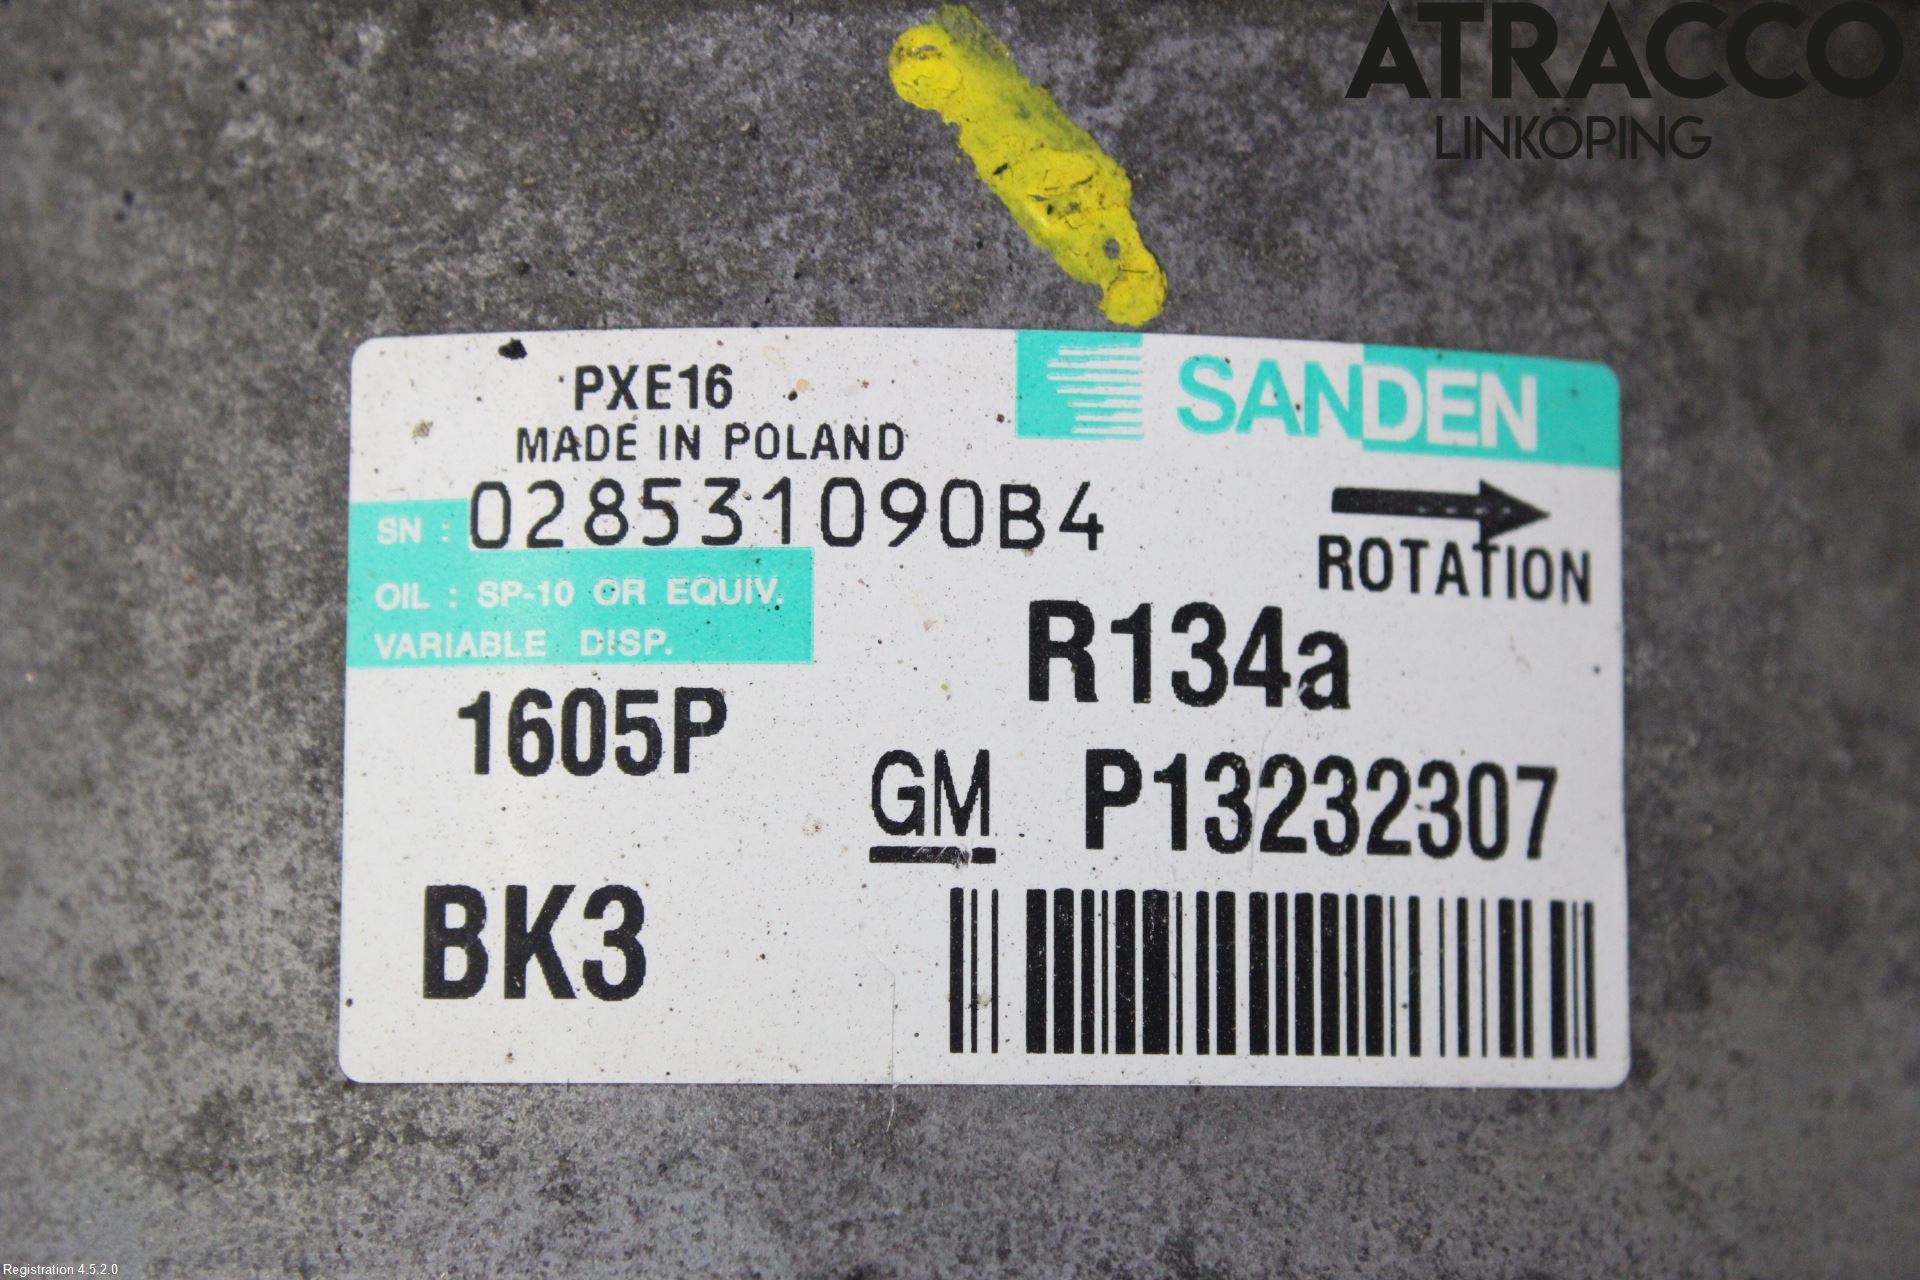 ATRACCO
LINKÖPING
PXE16
SANDEN
MADE IN POLAND
SN : 028531090B4
ROTATION
OIL : SP-10 OR EQUIV.
VARIABLE DISP.
R134a
1605P
GM P13232307
BK3
Registration 4.5.2.0